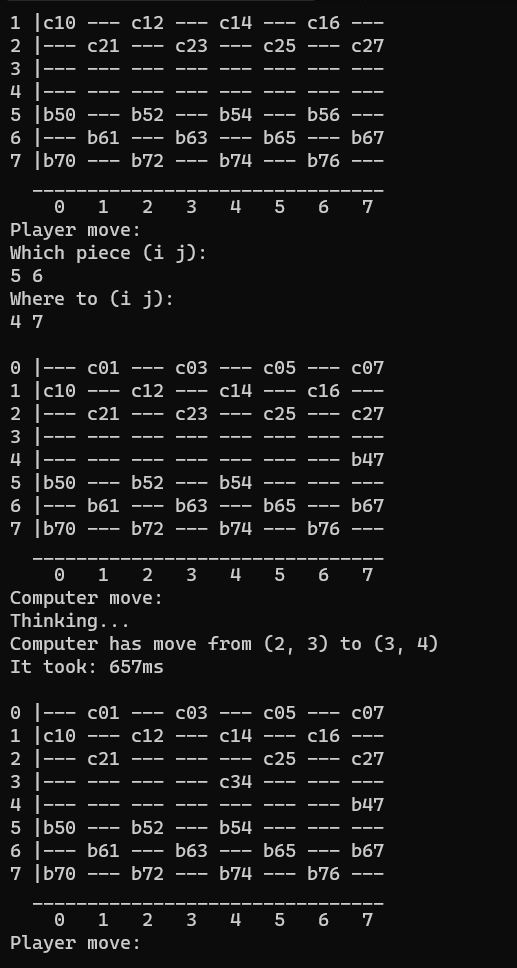 1 |c10 --- c12 --- c14 --- c16 ---
2 |--- c21 --- c23 --- c25 --- c27
3 |--- --- --- --- --- --- --- ---
4 |--- --- --- --- --- --- --- ---
5 |b50 --- b52 --- b54 --- b56 ---
6 |--- b61 --- b63 --- b65 --- b67
7 |b70 --- b72 --- b74 --- b76 ---
________________________________
0 1 2 3 4 5 6 7
Player move:
Which piece (i j):
5 6
Where to (i j):
4 7
0 |--- c01 --- c03 --- c05 --- c07
1 |c10 --- c12 --- c14 --- c16 ---
2 |--- c21 --- c23 --- c25 --- c27
3 |--- --- --- --- --- --- --- ---
4 |--- --- --- --- --- --- --- b47
5 |b50 --- b52 --- b54 --- --- ---
6 |--- b61 --- b63 --- b65 --- b67
7 |b70 --- b72 --- b74 --- b76 ---
________________________________
0 1 2 3 4 5 6 7
Computer move:
Thinking...
Computer has move from (2, 3) to (3, 4)
It took: 657ms
0 |--- c01 --- c03 --- c05 --- c07
1 |c10 --- c12 --- c14 --- c16 ---
2 |--- c21 --- --- --- c25 --- c27
3 |--- --- --- --- c34 --- --- ---
4 |--- --- --- --- --- --- --- b47
5 |b50 --- b52 --- b54 --- --- ---
6 |--- b61 --- b63 --- b65 --- b67
7 |b70 --- b72 --- b74 --- b76 ---
________________________________
0 1 2 3 4 5 6 7
Player move: